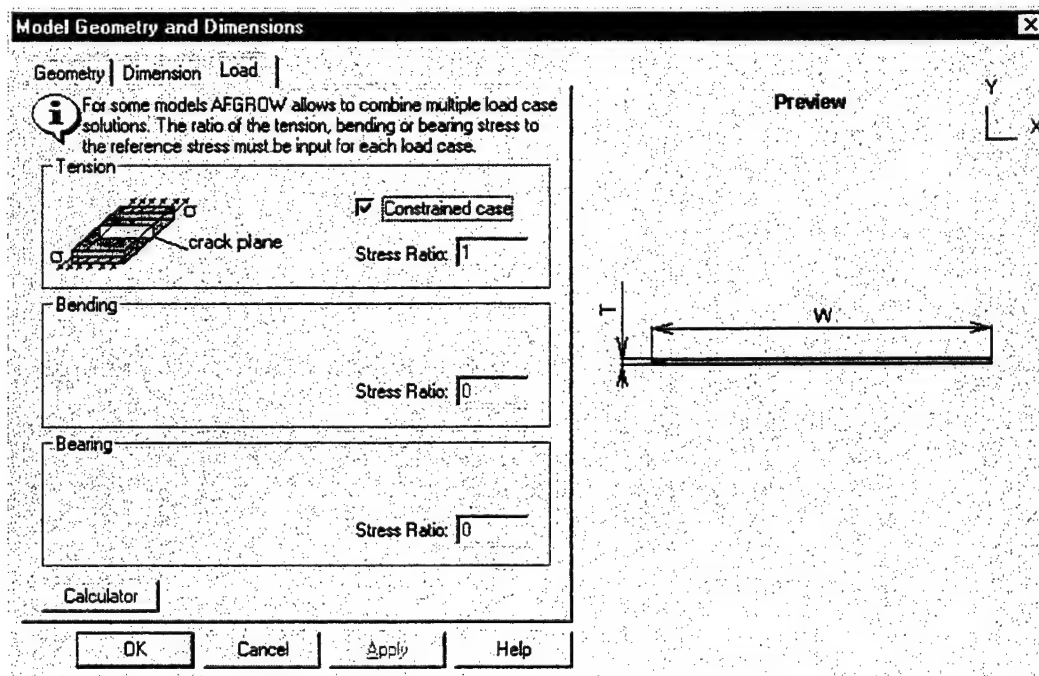 Model Geometry and Dimensions
Geometry Dimension Load
For some models AFGROW allows to combine multiple load case
solutions. The ratio of the tension, bending or bearing stress to
the reference stress must be input for each load case.
Tension
σ
Constrained case
crack plane
σ
Stress Ratio: 1
Bending
Stress Ratio: 0
Bearing
Stress Ratio: 0
Calculator
OK Cancel Apply Help
Preview
Y
X
T
W